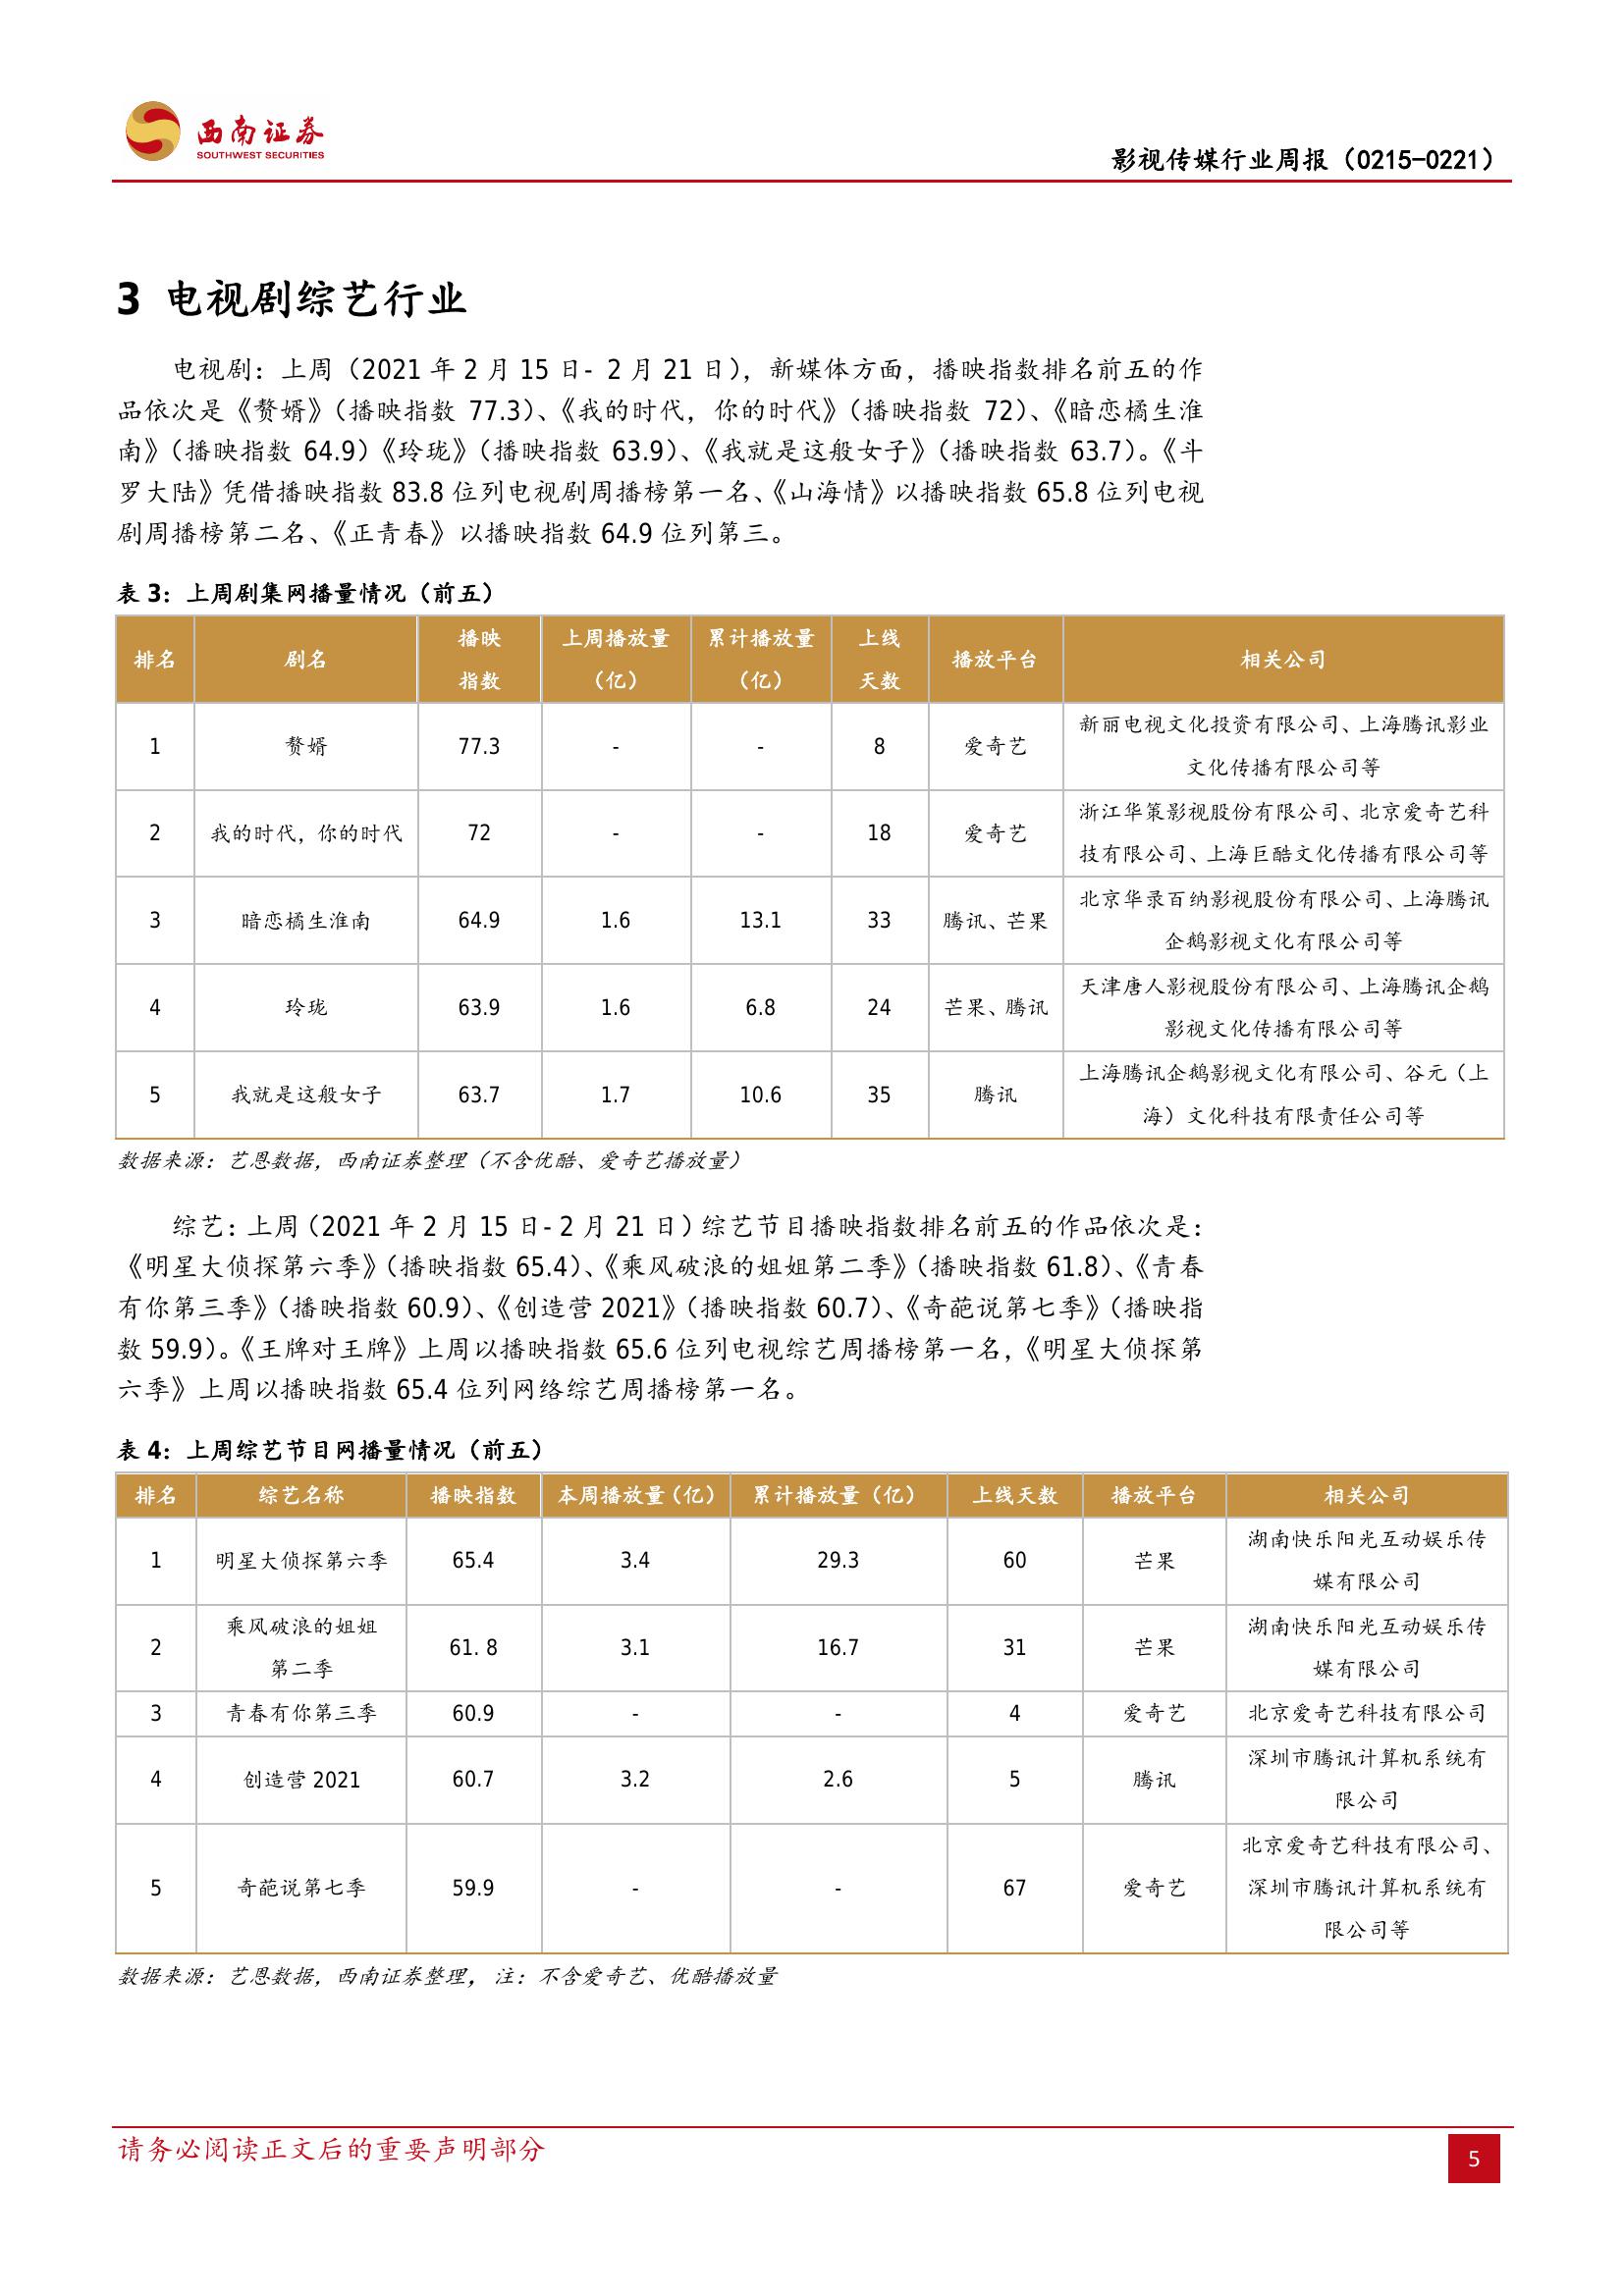 西南证券
SOUTHWEST SECURITIES
影视传媒行业周报（0215-0221）
3 电视剧综艺行业
电视剧：上周（2021 年 2 月 15 日- 2 月 21 日），新媒体方面，播映指数排名前五的作
品依次是《赘婿》（播映指数 77.3）、《我的时代，你的时代》（播映指数 72）、《暗恋橘生淮
南》（播映指数 64.9）《玲珑》（播映指数 63.9）、《我就是这般女子》（播映指数 63.7）。《斗
罗大陆》凭借播映指数 83.8 位列电视剧周播榜第一名、《山海情》以播映指数 65.8 位列电视
剧周播榜第二名、《正青春》以播映指数 64.9 位列第三。
表 3：上周剧集网播量情况（前五）
排名 剧名 播映指数 上周播放量（亿） 累计播放量（亿） 上线天数 播放平台 相关公司
1 赘婿 77.3 - - 8 爱奇艺 新丽电视文化投资有限公司、上海腾讯影业
文化传播有限公司等
2 我的时代，你的时代 72 - - 18 爱奇艺 浙江华策影视股份有限公司、北京爱奇艺科
技有限公司、上海巨酷文化传播有限公司等
3 暗恋橘生淮南 64.9 1.6 13.1 33 腾讯、芒果 北京华录百纳影视股份有限公司、上海腾讯
企鹅影视文化有限公司等
4 玲珑 63.9 1.6 6.8 24 芒果、腾讯 天津唐人影视股份有限公司、上海腾讯企鹅
影视文化传播有限公司等
5 我就是这般女子 63.7 1.7 10.6 35 腾讯 上海腾讯企鹅影视文化有限公司、谷元（上
海）文化科技有限责任公司等
数据来源：艺恩数据，西南证券整理（不含优酷、爱奇艺播放量）
综艺：上周（2021 年 2 月 15 日- 2 月 21 日）综艺节目播映指数排名前五的作品依次是：
《明星大侦探第六季》（播映指数 65.4）、《乘风破浪的姐姐第二季》（播映指数 61.8）、《青春
有你第三季》（播映指数 60.9）、《创造营 2021》（播映指数 60.7）、《奇葩说第七季》（播映指
数 59.9）。《王牌对王牌》上周以播映指数 65.6 位列电视综艺周播榜第一名，《明星大侦探第
六季》上周以播映指数 65.4 位列网络综艺周播榜第一名。
表 4：上周综艺节目网播量情况（前五）
排名 综艺名称 播映指数 本周播放量（亿） 累计播放量（亿） 上线天数 播放平台 相关公司
1 明星大侦探第六季 65.4 3.4 29.3 60 芒果 湖南快乐阳光互动娱乐传
媒有限公司
2 乘风破浪的姐姐第二季 61. 8 3.1 16.7 31 芒果 湖南快乐阳光互动娱乐传
媒有限公司
3 青春有你第三季 60.9 - - 4 爱奇艺 北京爱奇艺科技有限公司
4 创造营 2021 60.7 3.2 2.6 5 腾讯 深圳市腾讯计算机系统有
限公司
5 奇葩说第七季 59.9 - - 67 爱奇艺 北京爱奇艺科技有限公司、
深圳市腾讯计算机系统有
限公司等
数据来源：艺恩数据，西南证券整理，注：不含爱奇艺、优酷播放量
请务必阅读正文后的重要声明部分
5